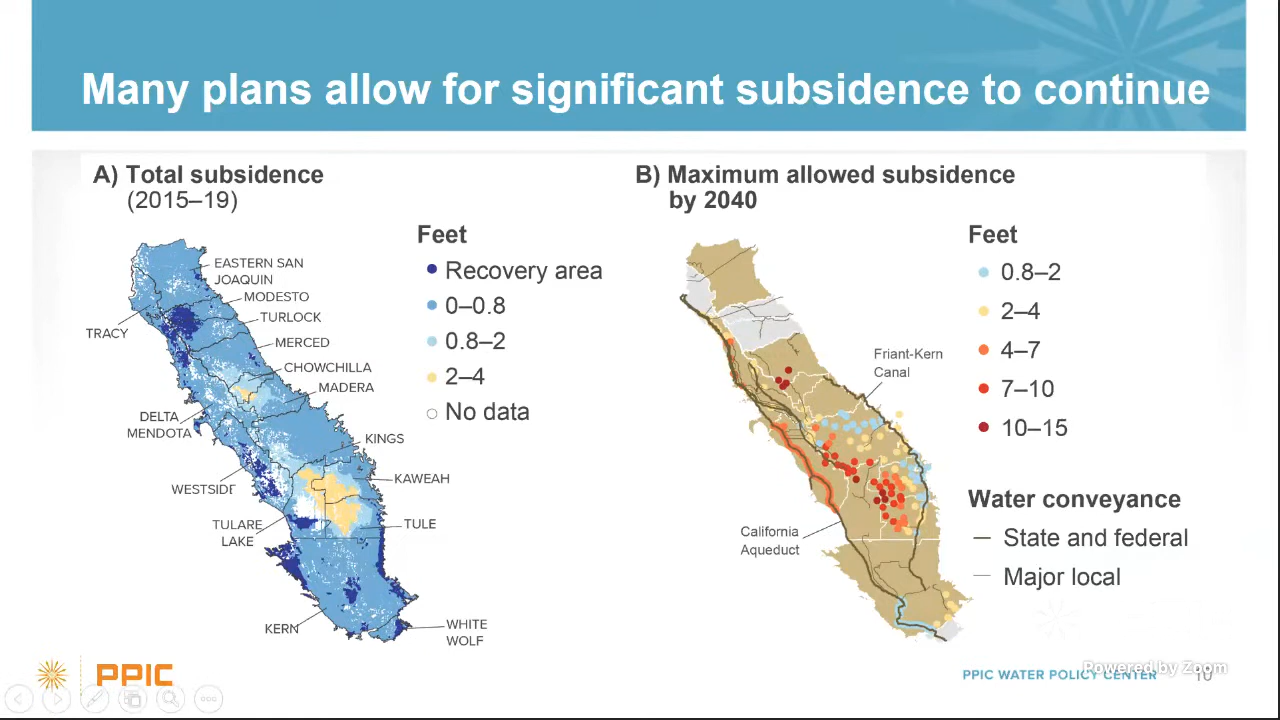 Many plans allow for significant subsidence to continue
A) Total subsidence
(2015–19)
Feet
Recovery area
0–0.8
0.8–2
2–4
No data
EASTERN SAN
JOAQUIN
MODESTO
TURLOCK
TRACY
MERCED
CHOWCHILLA
MADERA
DELTA
MENDOTA
KINGS
KAWEAH
WESTSIDE
TULARE
LAKE
TULE
KERN
WHITE
WOLF
B) Maximum allowed subsidence
by 2040
Feet
0.8–2
2–4
4–7
7–10
10–15
Friant-Kern
Canal
California
Aqueduct
Water conveyance
State and federal
Major local
PPIC
PPIC WATER POLICY CENTER
10
Powered by Zoom